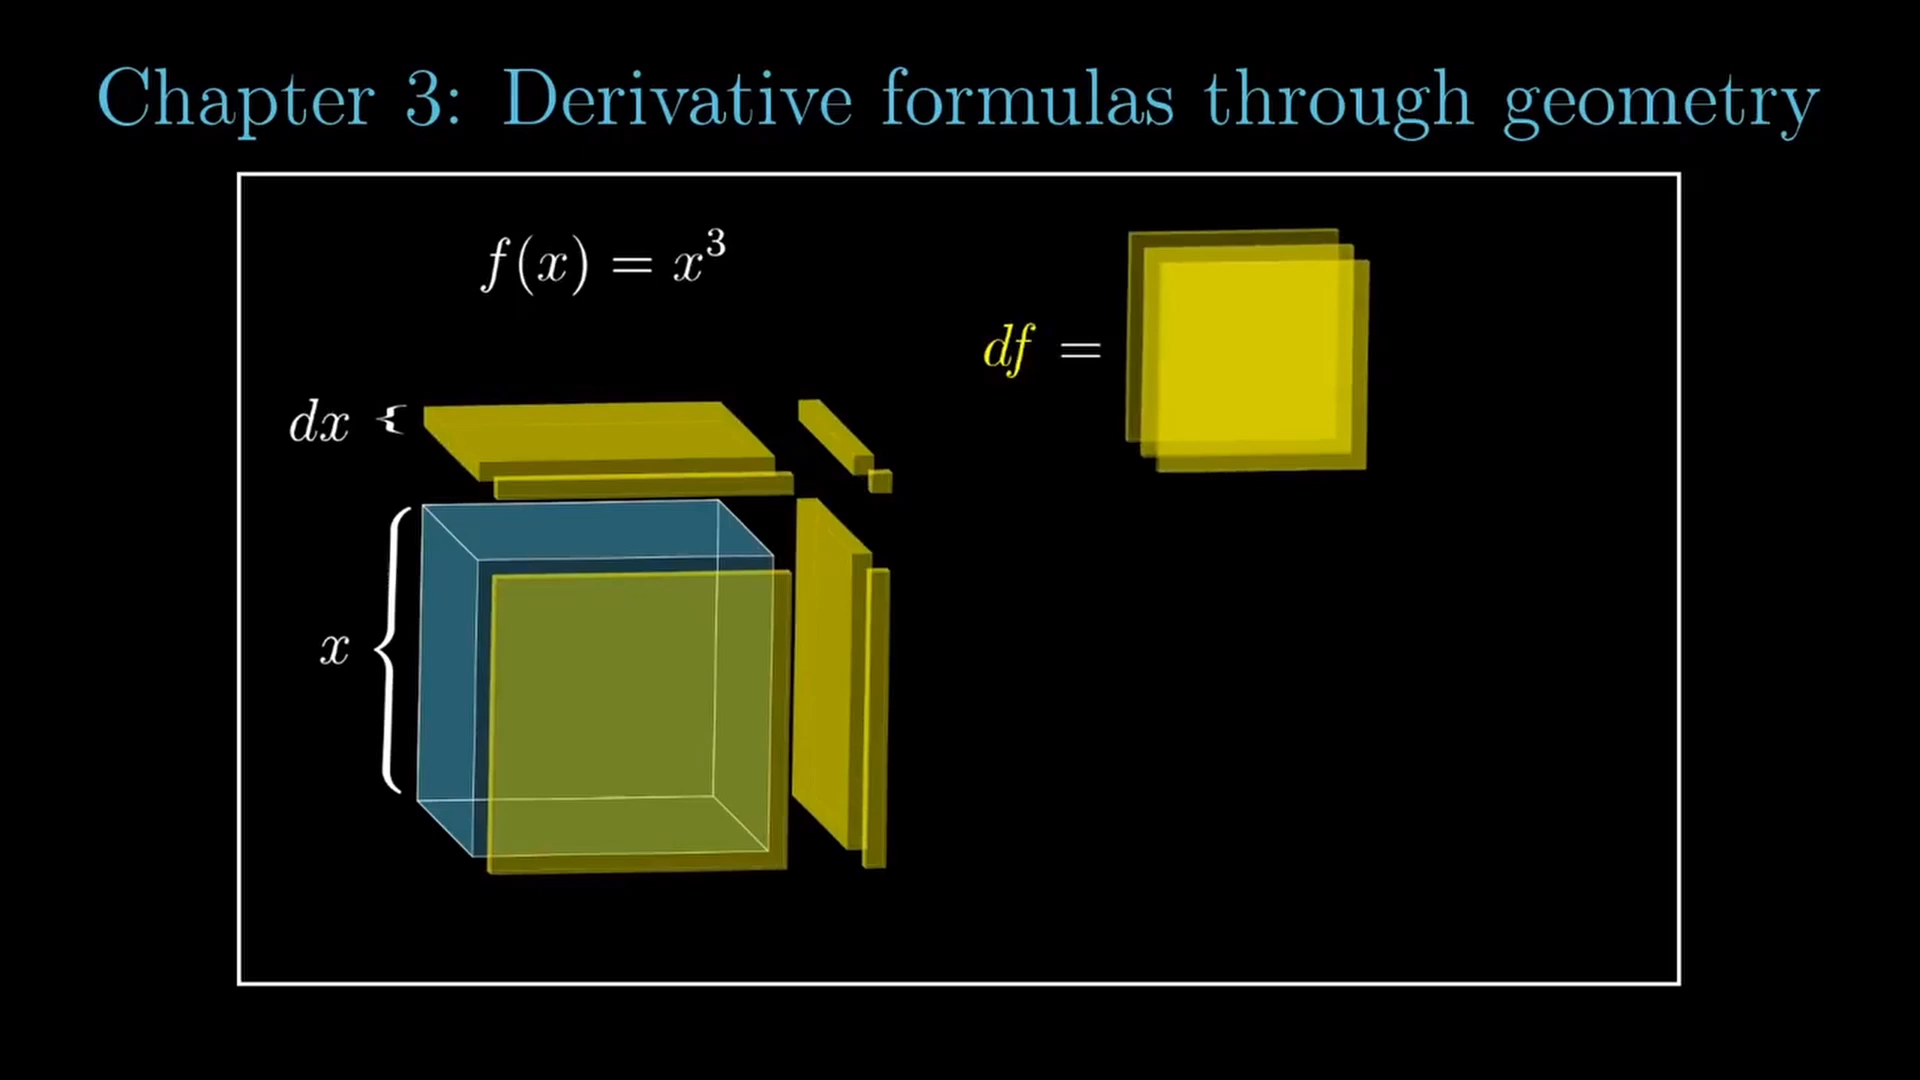 Chapter 3: Derivative formulas through geometry
f(x) = x³
df =
dx {
x {